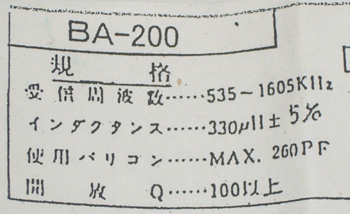 BA-200
規格
受信周波数……535～1605KHz
インダクタンス……330μH±5%
使用バリコン……MAX. 260PF
開放Q……100以上